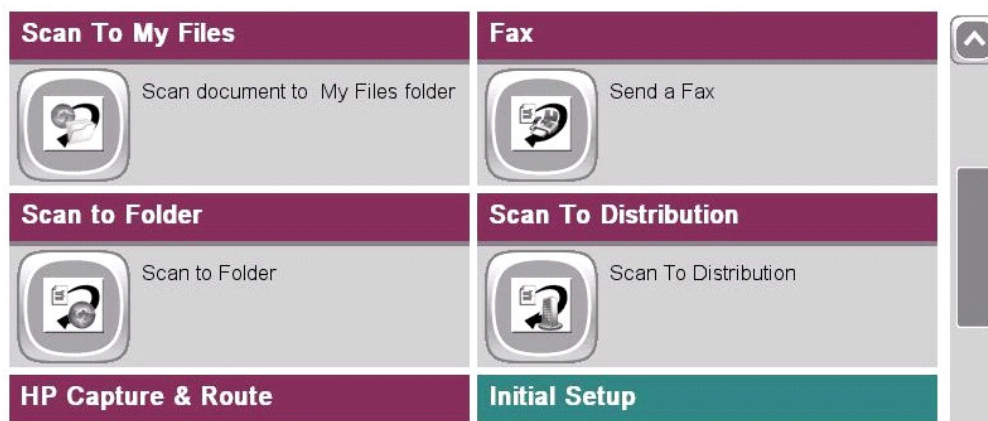 Scan To My Files
Scan document to My Files folder
Fax
Send a Fax
Scan to Folder
Scan to Folder
Scan To Distribution
Scan To Distribution
HP Capture & Route
Initial Setup